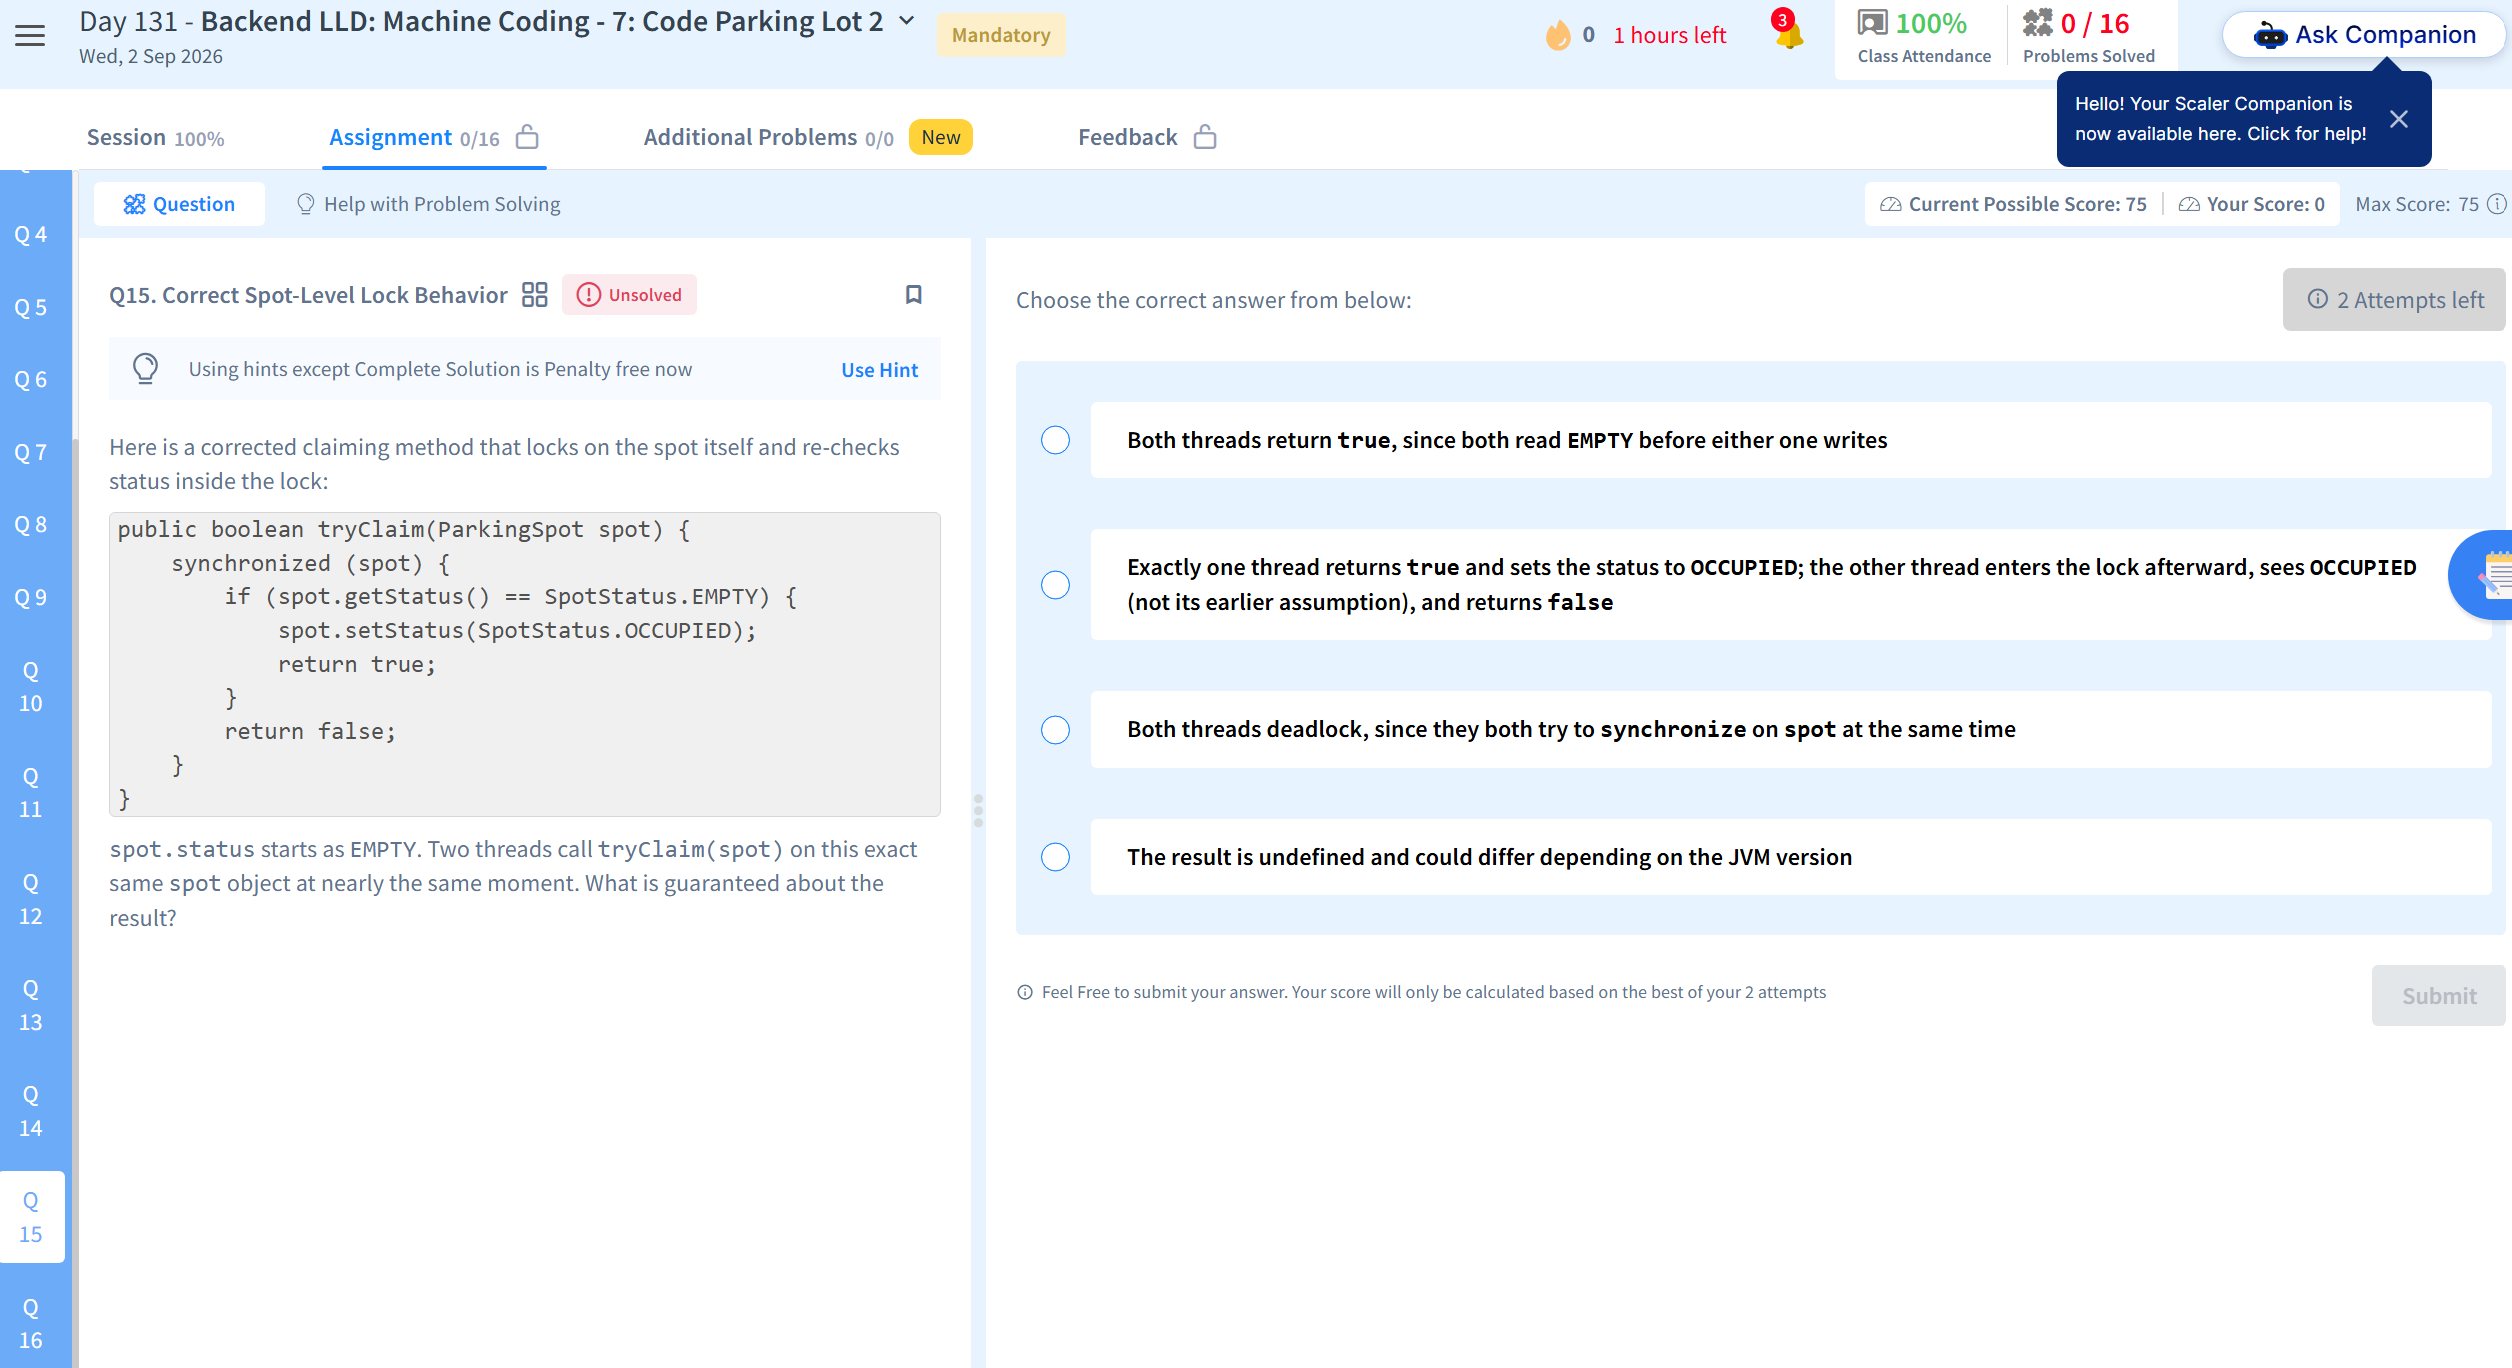 Day 131 - Backend LLD: Machine Coding - 7: Code Parking Lot 2
Wed, 2 Sep 2026
Mandatory
0
1 hours left
3
100%
Class Attendance
0 / 16
Problems Solved
Ask Companion
Hello! Your Scaler Companion is
now available here. Click for help!
Session 100%
Assignment 0/16
Additional Problems 0/0 New
Feedback
Question
Help with Problem Solving
Current Possible Score: 75
Your Score: 0
Max Score: 75
Q 4
Q 5
Q 6
Q 7
Q 8
Q 9
Q
10
Q
11
Q
12
Q
13
Q
14
Q
15
Q
16
Q15. Correct Spot-Level Lock Behavior
Unsolved
Using hints except Complete Solution is Penalty free now
Use Hint
Here is a corrected claiming method that locks on the spot itself and re-checks
status inside the lock:
public boolean tryClaim(ParkingSpot spot) {
    synchronized (spot) {
        if (spot.getStatus() == SpotStatus.EMPTY) {
            spot.setStatus(SpotStatus.OCCUPIED);
            return true;
        }
        return false;
    }
}
spot.status starts as EMPTY. Two threads call tryClaim(spot) on this exact
same spot object at nearly the same moment. What is guaranteed about the
result?
Choose the correct answer from below:
2 Attempts left
Both threads return true, since both read EMPTY before either one writes
Exactly one thread returns true and sets the status to OCCUPIED; the other thread enters the lock afterward, sees OCCUPIED
(not its earlier assumption), and returns false
Both threads deadlock, since they both try to synchronize on spot at the same time
The result is undefined and could differ depending on the JVM version
Feel Free to submit your answer. Your score will only be calculated based on the best of your 2 attempts
Submit